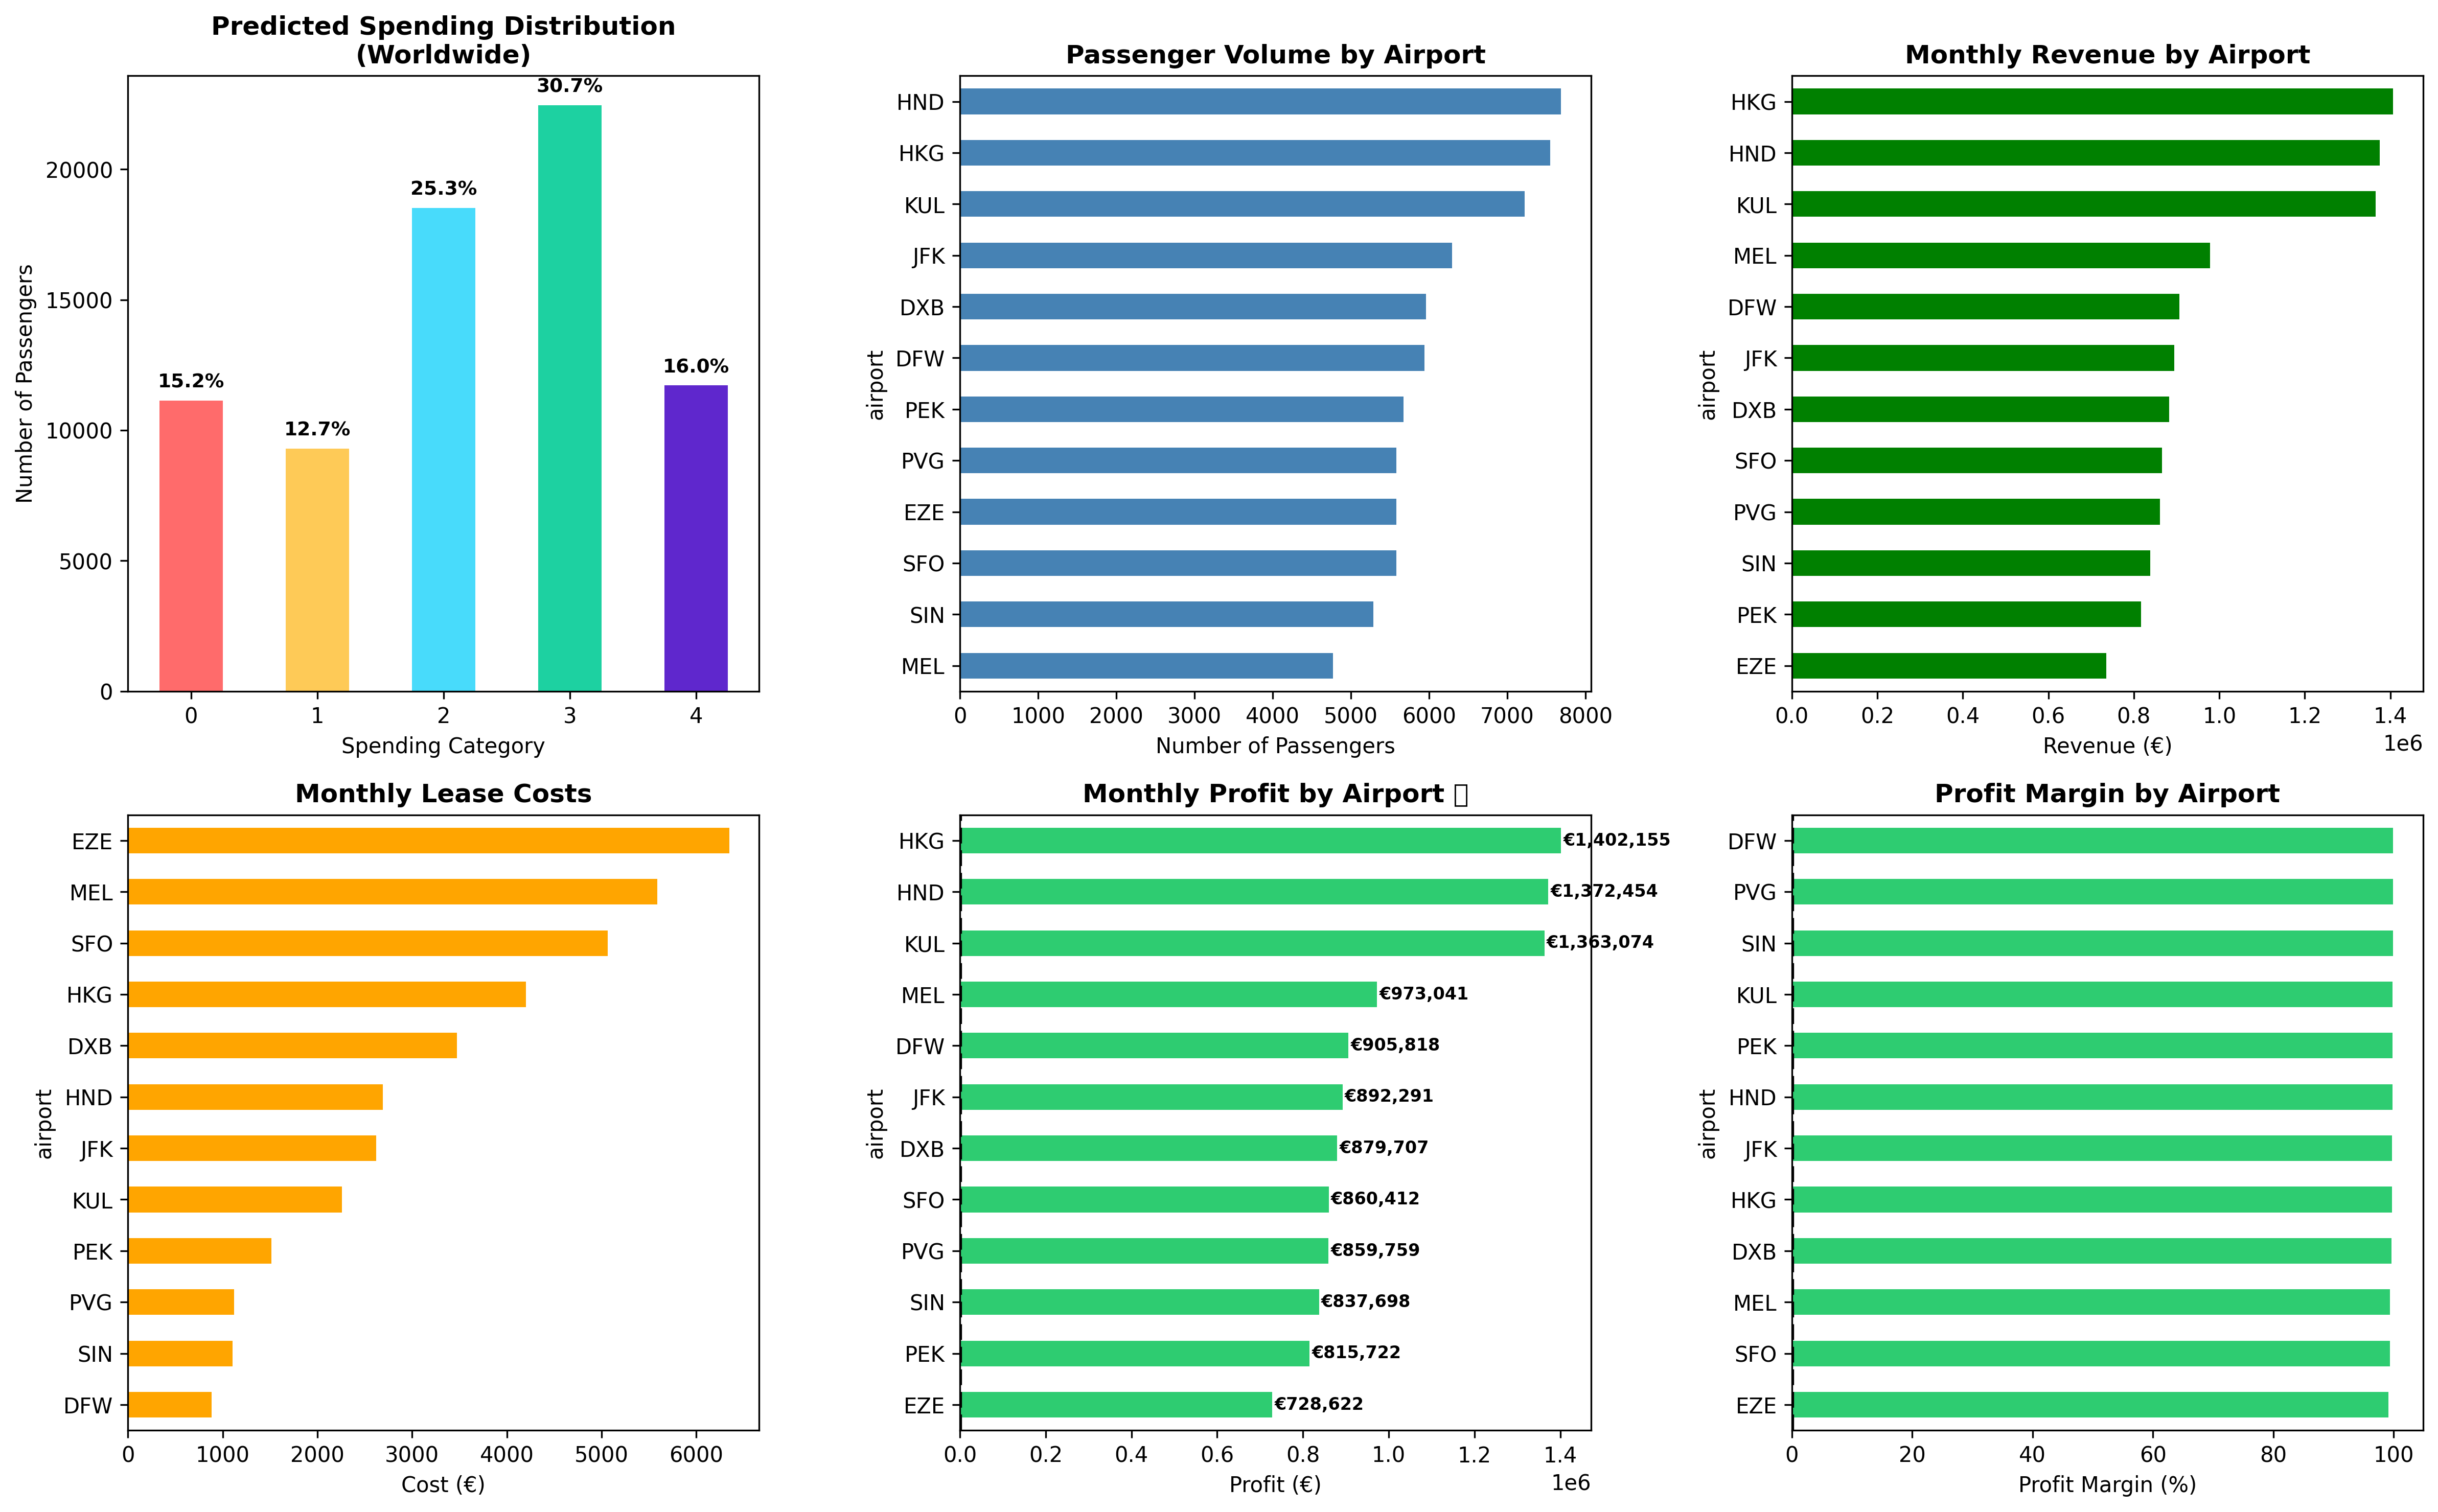 Predicted Spending Distribution
(Worldwide)
30.7%
25.3%
16.0%
15.2%
12.7%
20000
15000
10000
5000
0
Number of Passengers
0 1 2 3 4
Spending Category
Passenger Volume by Airport
HND
HKG
KUL
JFK
DXB
DFW
PEK
PVG
EZE
SFO
SIN
MEL
airport
0 1000 2000 3000 4000 5000 6000 7000 8000
Number of Passengers
Monthly Revenue by Airport
HKG
HND
KUL
MEL
DFW
JFK
DXB
SFO
PVG
SIN
PEK
EZE
airport
0.0 0.2 0.4 0.6 0.8 1.0 1.2 1.4
1e6
Revenue (€)
Monthly Lease Costs
EZE
MEL
SFO
HKG
DXB
HND
JFK
KUL
PEK
PVG
SIN
DFW
airport
0 1000 2000 3000 4000 5000 6000
Cost (€)
Monthly Profit by Airport
HKG €1,402,155
HND €1,372,454
KUL €1,363,074
MEL €973,041
DFW €905,818
JFK €892,291
DXB €879,707
SFO €860,412
PVG €859,759
SIN €837,698
PEK €815,722
EZE €728,622
airport
0.0 0.2 0.4 0.6 0.8 1.0 1.2 1.4
1e6
Profit (€)
Profit Margin by Airport
DFW
PVG
SIN
KUL
PEK
HND
JFK
HKG
DXB
MEL
SFO
EZE
airport
0 20 40 60 80 100
Profit Margin (%)